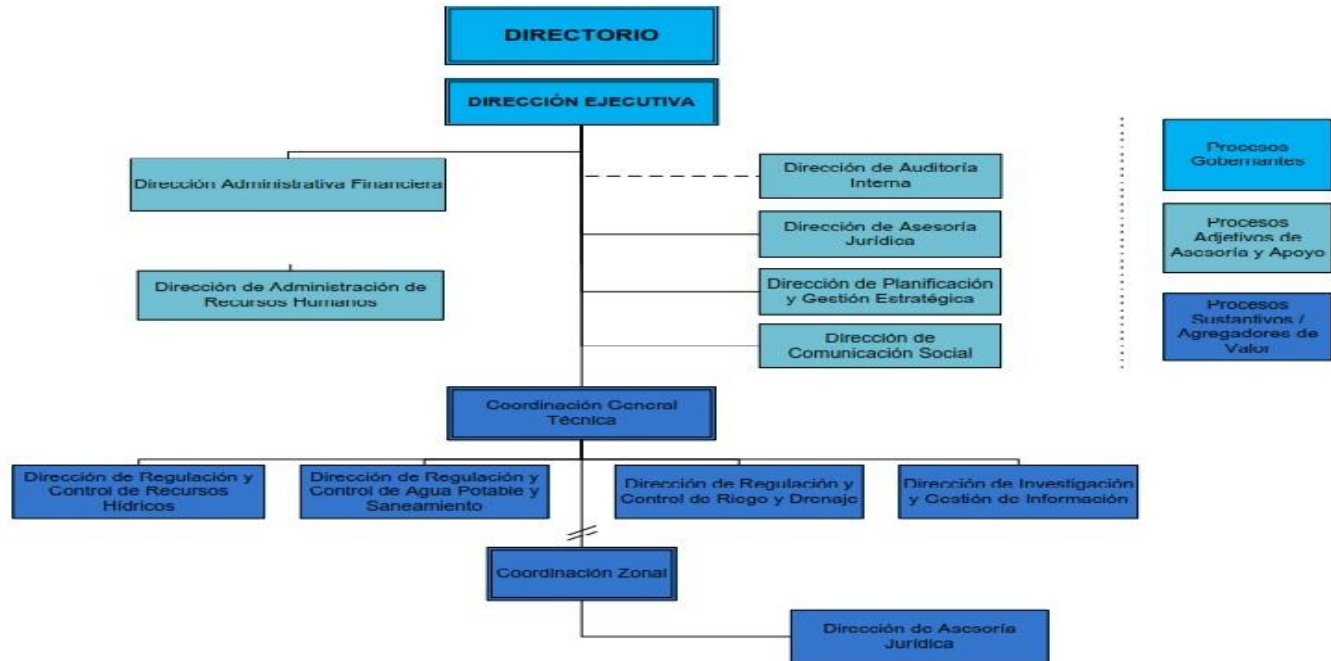 DIRECTORIO
DIRECCIÓN EJECUTIVA
Dirección Administrativa Financiera
Dirección de Administración de
Recursos Humanos
Dirección de Auditoría
Interna
Dirección de Asesoría
Jurídica
Dirección de Planificación
y Gestión Estratégica
Dirección de
Comunicación Social
Procesos
Gobernantes
Procesos
Adjetivos de
Asesoría y Apoyo
Procesos
Sustantivos /
Agregadores de
Valor
Coordinación General
Técnica
Dirección de Regulación y
Control de Recursos
Hídricos
Dirección de Regulación y
Control de Agua Potable y
Saneamiento
Dirección de Regulación y
Control de Riego y Drenaje
Dirección de Investigación
y Gestión de Información
Coordinación Zonal
Dirección de Asesoría
Jurídica